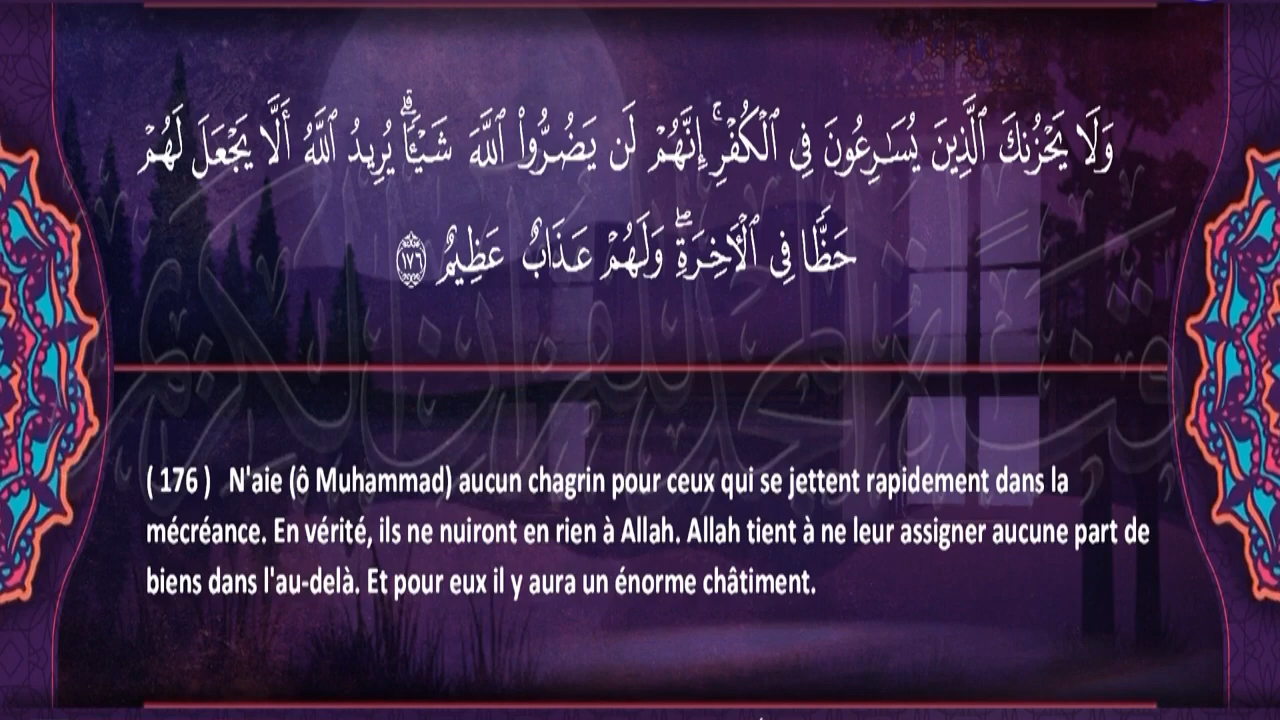 وَلَا يَحْزُنكَ ٱلَّذِينَ يُسَـٰرِعُونَ فِى ٱلْكُفْرِ ۚ إِنَّهُمْ لَن يَضُرُّوا۟ ٱللَّهَ شَيْـًٔا ۗ يُرِيدُ ٱللَّهُ أَلَّا يَجْعَلَ لَهُمْ
حَظًّا فِى ٱلْـَٔاخِرَةِ ۖ وَلَهُمْ عَذَابٌ عَظِيمٌ ١٧٦
( 176 ) N'aie (ô Muhammad) aucun chagrin pour ceux qui se jettent rapidement dans la
mécréance. En vérité, ils ne nuiront en rien à Allah. Allah tient à ne leur assigner aucune part de
biens dans l'au-delà. Et pour eux il y aura un énorme châtiment.